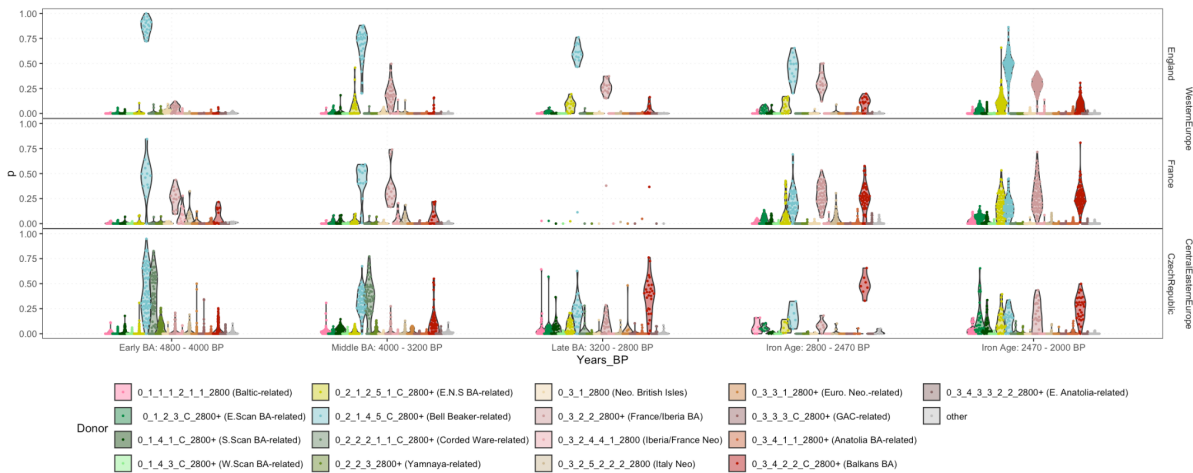 1.00
0.75
0.50
0.25
0.00
England
1.00
0.75
0.50
0.25
0.00
France
1.00
0.75
0.50
0.25
0.00
CzechRepublic
WesternEurope
CentralEasternEurope
p
Early BA: 4800 - 4000 BP
Middle BA: 4000 - 3200 BP
Late BA: 3200 - 2800 BP
Iron Age: 2800 - 2470 BP
Iron Age: 2470 - 2000 BP
Years_BP
Donor
0_1_1_1_2_1_1_2800 (Baltic-related)
0_1_2_3_C_2800+ (E.Scan BA-related)
0_1_4_1_C_2800+ (S.Scan BA-related)
0_1_4_3_C_2800+ (W.Scan BA-related)
0_2_1_2_5_1_C_2800+ (E.N.S BA-related)
0_2_1_4_5_C_2800+ (Bell Beaker-related)
0_2_2_2_1_1_C_2800+ (Corded Ware-related)
0_2_2_3_2800+ (Yamnaya-related)
0_3_1_2800 (Neo. British Isles)
0_3_2_2_2800+ (France/Iberia BA)
0_3_2_4_4_1_2800 (Iberia/France Neo)
0_3_2_5_2_2_2_2800 (Italy Neo)
0_3_3_1_2800+ (Euro. Neo.-related)
0_3_3_3_C_2800+ (GAC-related)
0_3_4_1_1_2800+ (Anatolia BA-related)
0_3_4_2_2_C_2800+ (Balkans BA)
0_3_4_3_3_2_2_2800+ (E. Anatolia-related)
other